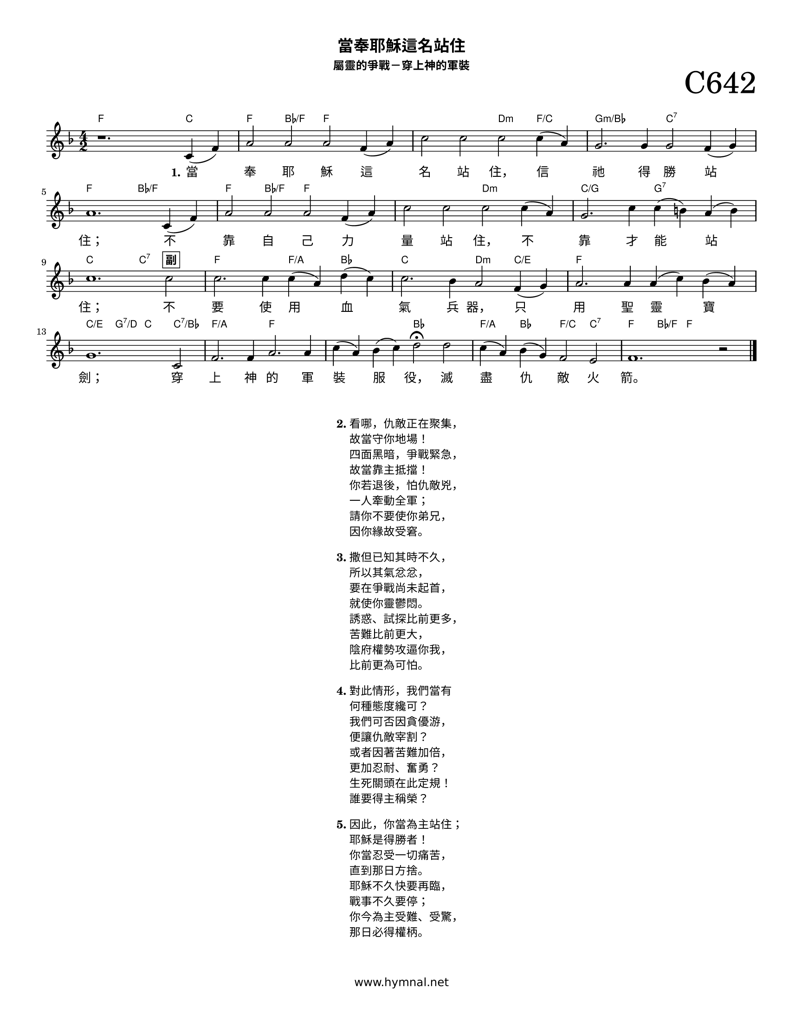 當奉耶穌這名站住
屬靈的爭戰－穿上神的軍裝
C642
F C F B♭/F F Dm F/C Gm/B♭ C7
1. 當 奉 耶 穌 這 名 站 住， 信 祂 得 勝 站
5 F B♭/F F B♭/F F Dm C/G G7
住； 不 靠 自 己 力 量 站 住， 不 靠 才 能 站
9 C C7 副 F F/A B♭ C Dm C/E F
住； 不 要 使 用 血 氣 兵 器， 只 用 聖 靈 寶
13 C/E G7/D C C7/B♭ F/A F B♭ F/A B♭ F/C C7 F B♭/F F
劍； 穿 上 神 的 軍 裝 服 役， 滅 盡 仇 敵 火 箭。
2. 看哪，仇敵正在聚集，
故當守你地場！
四面黑暗，爭戰緊急，
故當靠主抵擋！
你若退後，怕仇敵兇，
一人牽動全軍；
請你不要使你弟兄，
因你緣故受窘。
3. 撒但已知其時不久，
所以其氣忿忿，
要在爭戰尚未起首，
就使你靈鬱悶。
誘惑、試探比前更多，
苦難比前更大，
陰府權勢攻逼你我，
比前更為可怕。
4. 對此情形，我們當有
何種態度纔可？
我們可否因貪優游，
便讓仇敵宰割？
或者因著苦難加倍，
更加忍耐、奮勇？
生死關頭在此定規！
誰要得主稱榮？
5. 因此，你當為主站住；
耶穌是得勝者！
你當忍受一切痛苦，
直到那日方捨。
耶穌不久快要再臨，
戰事不久要停；
你今為主受難、受驚，
那日必得權柄。
www.hymnal.net